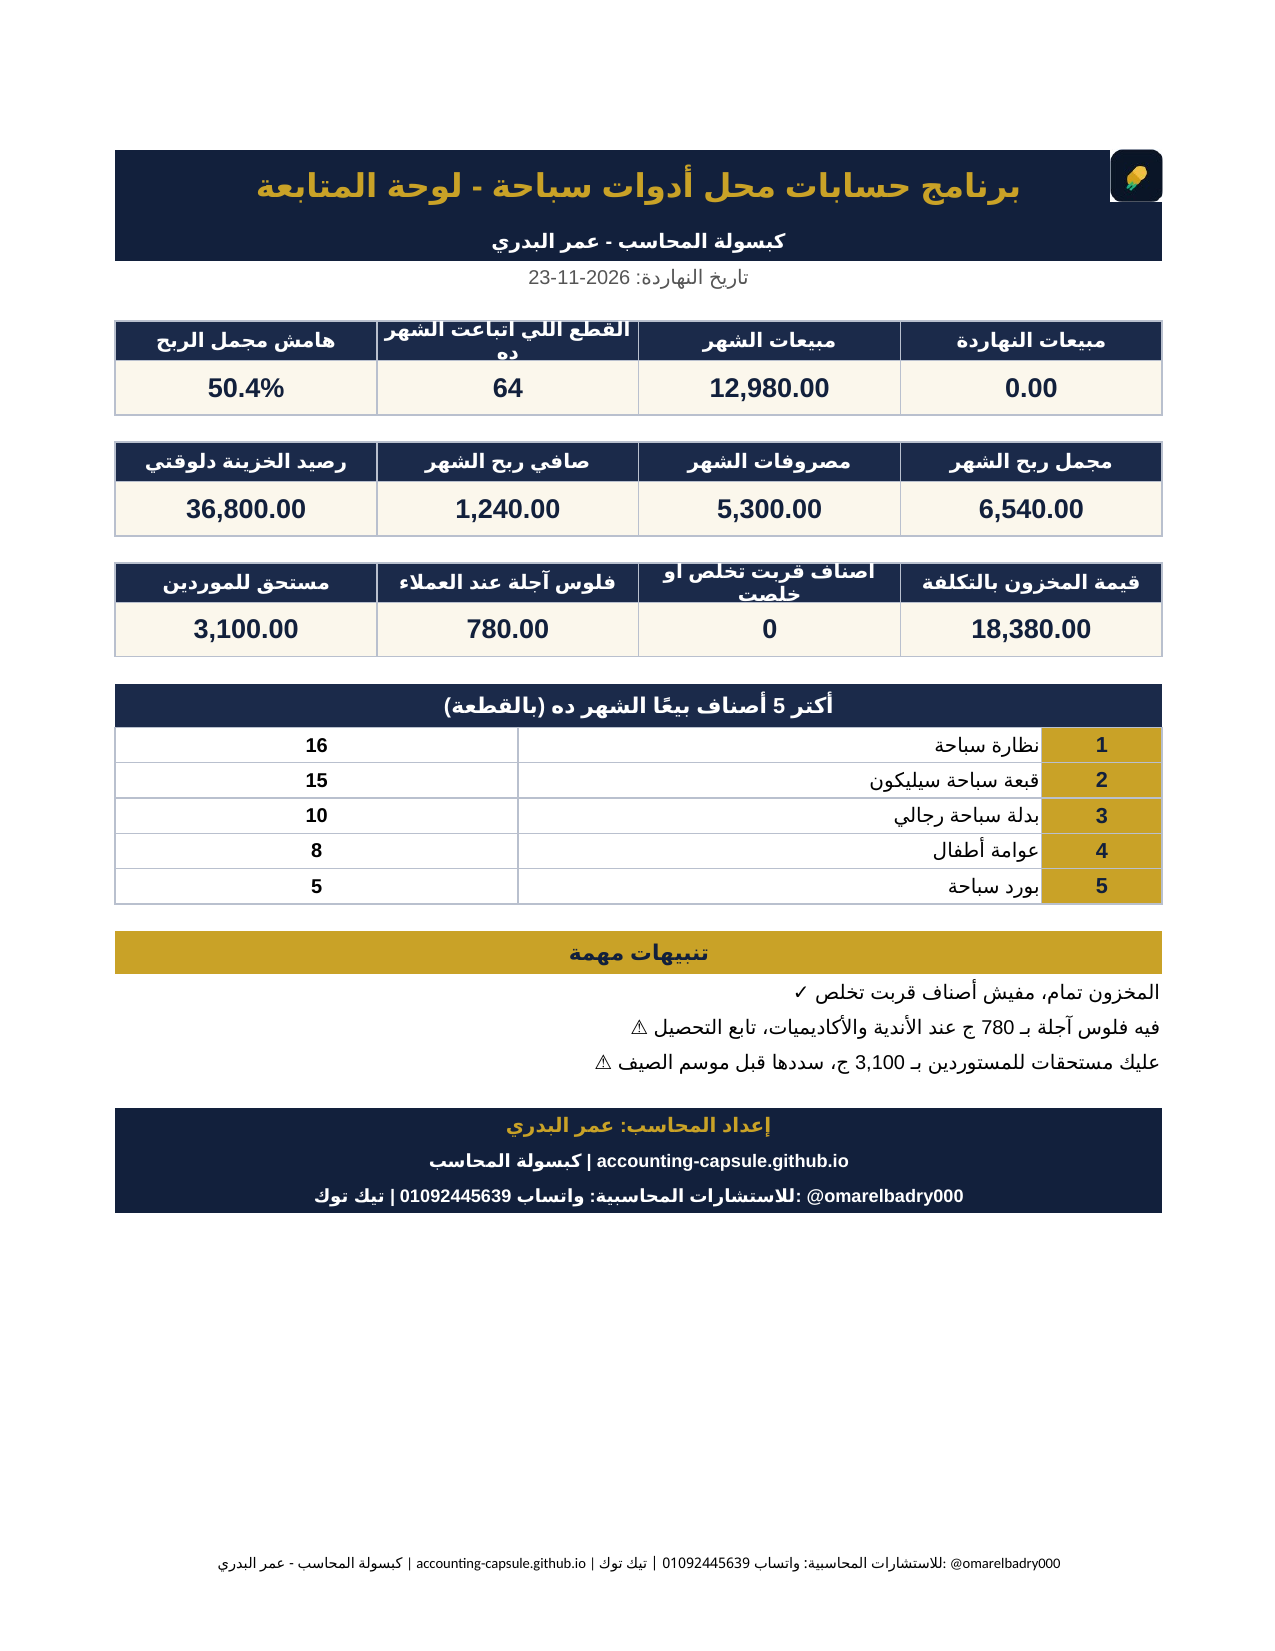 برنامج حسابات محل أدوات سباحة - لوحة المتابعة
كبسولة المحاسب - عمر البدري
تاريخ النهاردة: 2026-11-23
مبيعات النهاردة
مبيعات الشهر
القطع اللي اتباعت الشهر
ده
هامش مجمل الربح
0.00
12,980.00
64
50.4%
مجمل ربح الشهر
مصروفات الشهر
صافي ربح الشهر
رصيد الخزينة دلوقتي
6,540.00
5,300.00
1,240.00
36,800.00
قيمة المخزون بالتكلفة
أصناف قربت تخلص أو
خلصت
فلوس آجلة عند العملاء
مستحق للموردين
18,380.00
0
780.00
3,100.00
أكتر 5 أصناف بيعًا الشهر ده (بالقطعة)
1 نظارة سباحة 16
2 قبعة سباحة سيليكون 15
3 بدلة سباحة رجالي 10
4 عوامة أطفال 8
5 بورد سباحة 5
تنبيهات مهمة
المخزون تمام، مفيش أصناف قربت تخلص ✓
فيه فلوس آجلة بـ 780 ج عند الأندية والأكاديميات، تابع التحصيل ⚠
عليك مستحقات للمستوردين بـ 3,100 ج، سددها قبل موسم الصيف ⚠
إعداد المحاسب: عمر البدري
كبسولة المحاسب | accounting-capsule.github.io
للاستشارات المحاسبية: واتساب 01092445639 | تيك توك: @omarelbadry000
كبسولة المحاسب - عمر البدري | accounting-capsule.github.io | للاستشارات المحاسبية: واتساب 01092445639 | تيك توك: @omarelbadry000